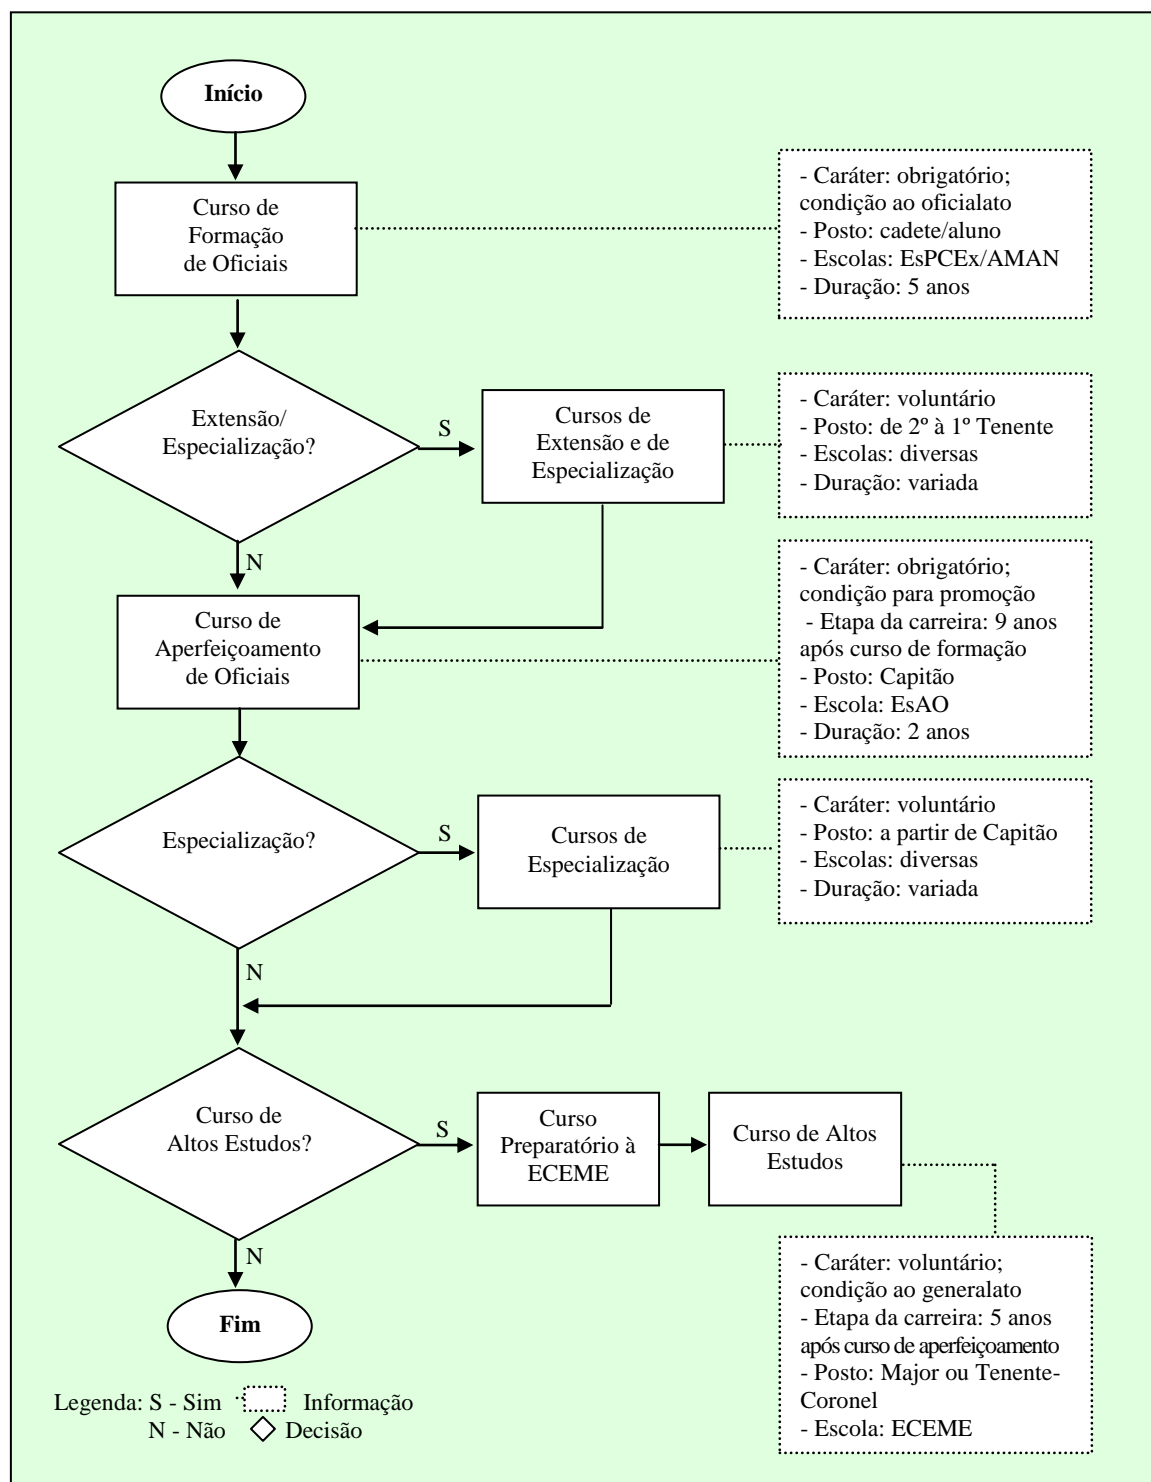 Início
Curso de
Formação
de Oficiais
- Caráter: obrigatório;
condição ao oficialato
- Posto: cadete/aluno
- Escolas: EsPCEx/AMAN
- Duração: 5 anos
Extensão/
Especialização?
S
Cursos de
Extensão e de
Especialização
- Caráter: voluntário
- Posto: de 2º à 1º Tenente
- Escolas: diversas
- Duração: variada
N
Curso de
Aperfeiçoamento
de Oficiais
- Caráter: obrigatório;
condição para promoção
- Etapa da carreira: 9 anos
após curso de formação
- Posto: Capitão
- Escola: EsAO
- Duração: 2 anos
Especialização?
S
Cursos de
Especialização
- Caráter: voluntário
- Posto: a partir de Capitão
- Escolas: diversas
- Duração: variada
N
Curso de
Altos Estudos?
S
Curso
Preparatório à
ECEME
Curso de Altos
Estudos
- Caráter: voluntário;
condição ao generalato
- Etapa da carreira: 5 anos
após curso de aperfeiçoamento
- Posto: Major ou Tenente-
Coronel
- Escola: ECEME
N
Fim
Legenda: S - Sim Informação
N - Não Decisão